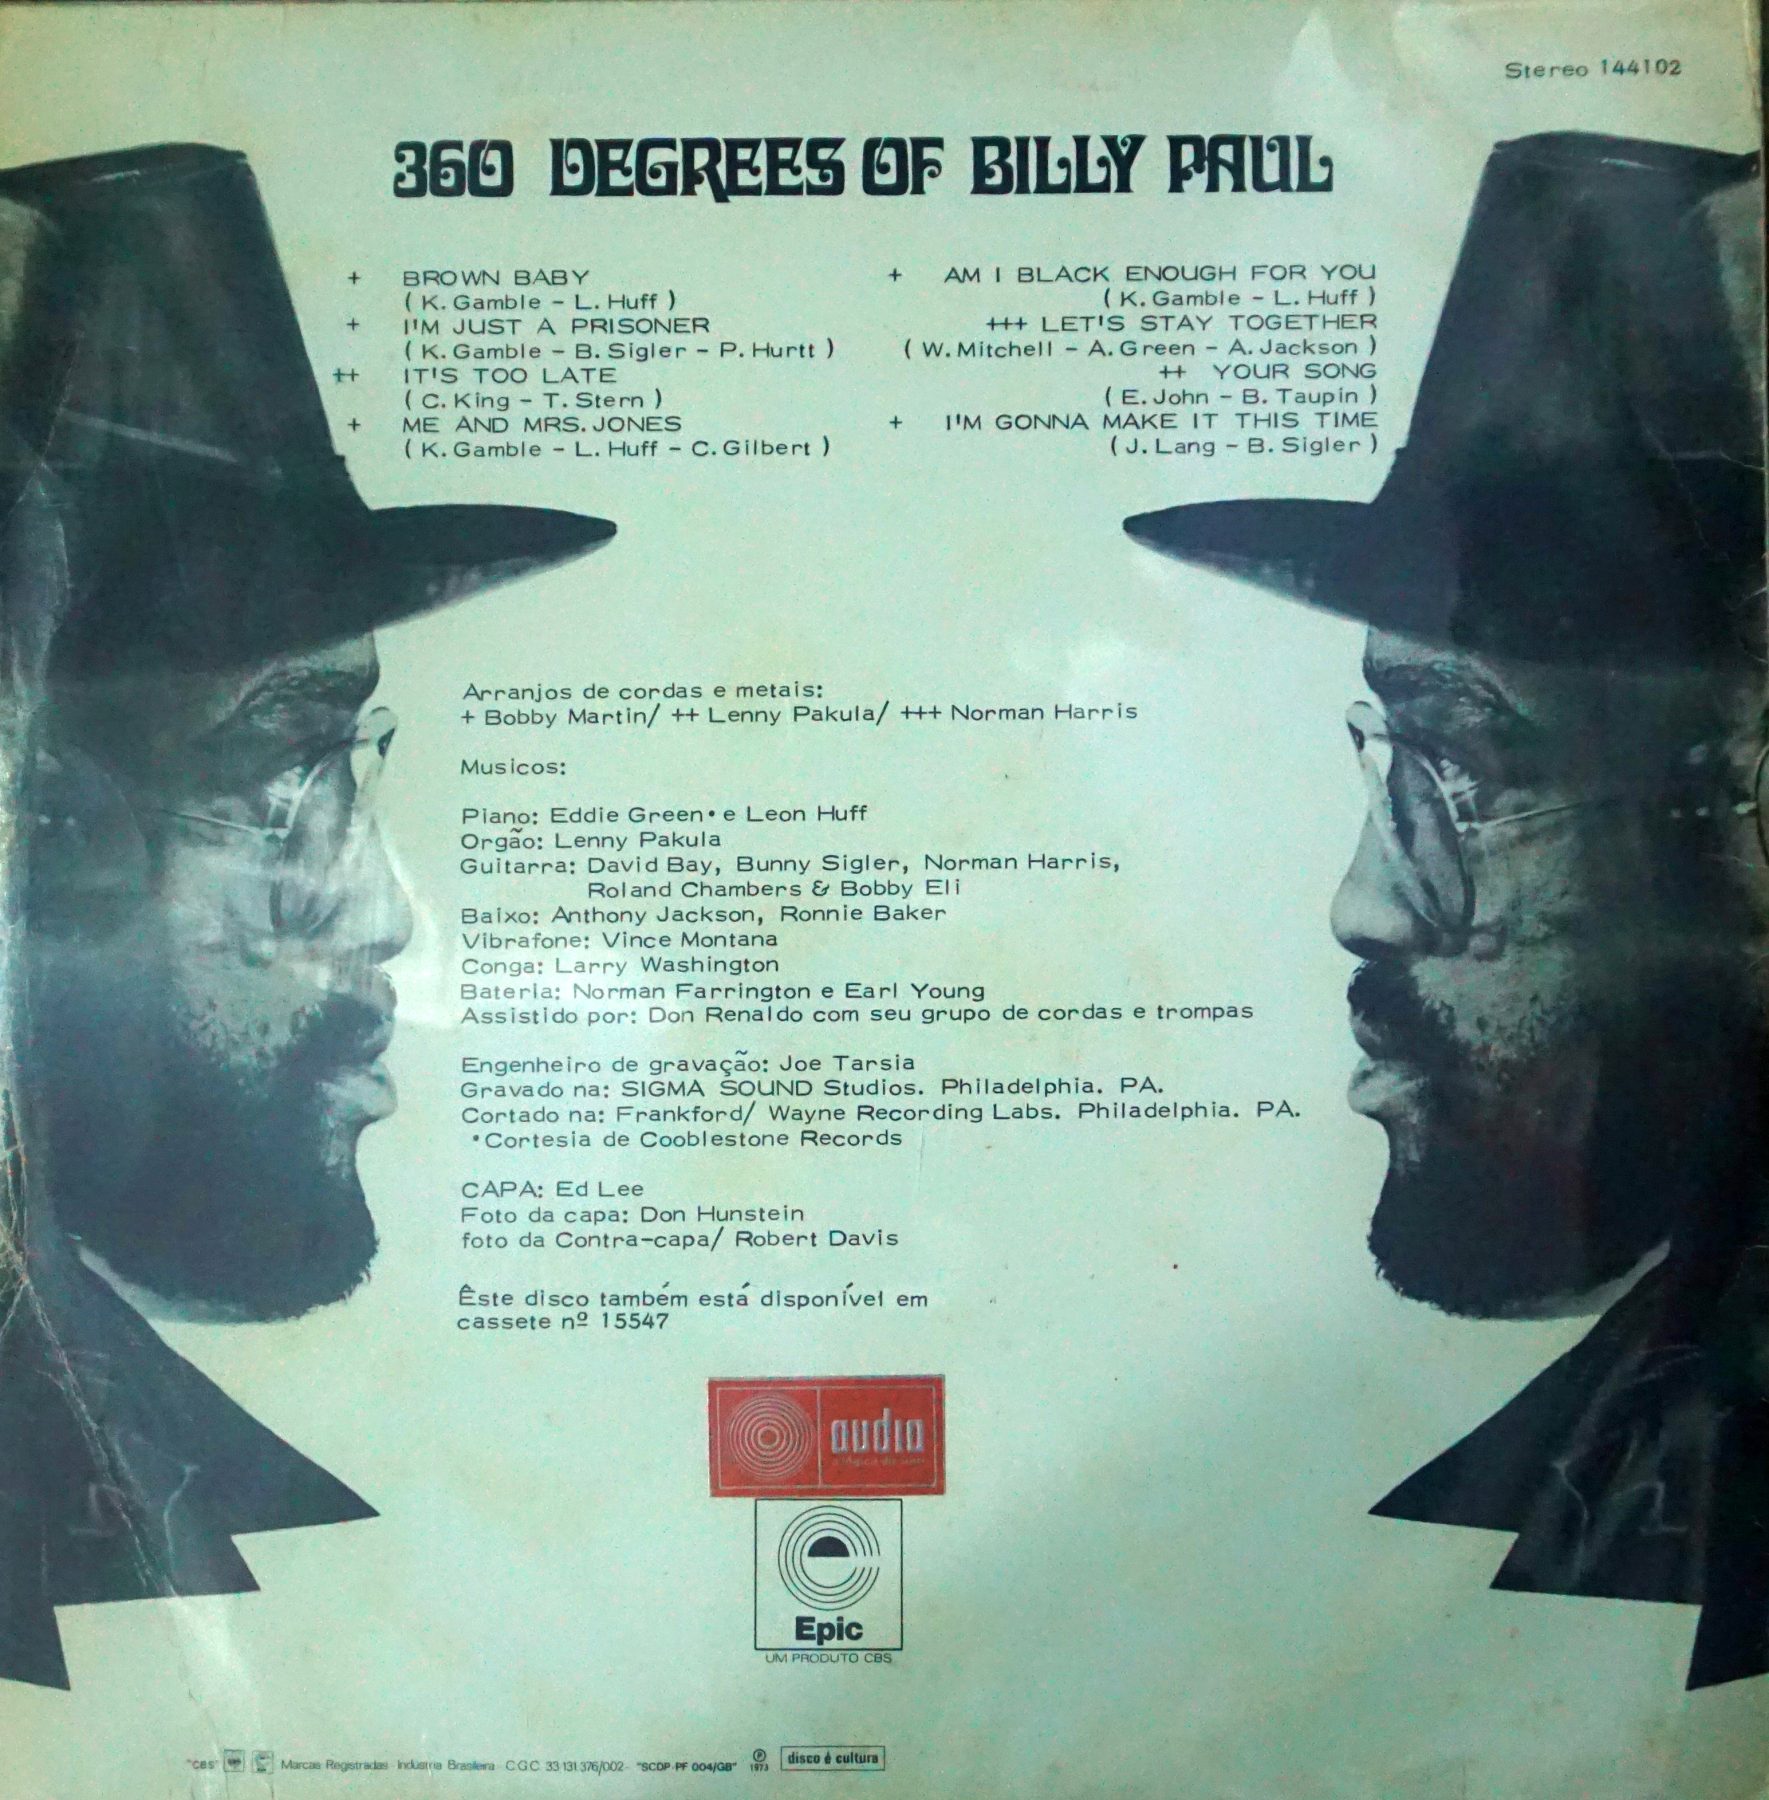 Stereo 144102
360 DEGREES OF BILLY PAUL
+ BROWN BABY
( K. Gamble - L. Huff )
+ I'M JUST A PRISONER
( K. Gamble - B. Sigler - P. Hurtt )
++ IT'S TOO LATE
( C. King - T. Stern )
+ ME AND MRS. JONES
( K. Gamble - L. Huff - C. Gilbert )
+ AM I BLACK ENOUGH FOR YOU
( K. Gamble - L. Huff )
+++ LET'S STAY TOGETHER
( W. Mitchell - A. Green - A. Jackson )
++ YOUR SONG
( E. John - B. Taupin )
+ I'M GONNA MAKE IT THIS TIME
( J. Lang - B. Sigler )
Arranjos de cordas e metais:
+ Bobby Martin/ ++ Lenny Pakula/ +++ Norman Harris
Musicos:
Piano: Eddie Green• e Leon Huff
Orgão: Lenny Pakula
Guitarra: David Bay, Bunny Sigler, Norman Harris,
Roland Chambers & Bobby Eli
Baixo: Anthony Jackson, Ronnie Baker
Vibrafone: Vince Montana
Conga: Larry Washington
Bateria: Norman Farrington e Earl Young
Assistido por: Don Renaldo com seu grupo de cordas e trompas
Engenheiro de gravação: Joe Tarsia
Gravado na: SIGMA SOUND Studios. Philadelphia. PA.
Cortado na: Frankford/ Wayne Recording Labs. Philadelphia. PA.
•Cortesia de Cooblestone Records
CAPA: Ed Lee
Foto da capa: Don Hunstein
foto da Contra-capa/ Robert Davis
Êste disco também está disponível em
cassete nº 15547
audio
Epic
UM PRODUTO CBS
"CBS" Marcas Registradas Indústria Brasileira - C.G.C. 33.131.376/002 - "SCDP-PF 004/GB" ℗ 1973 disco é cultura